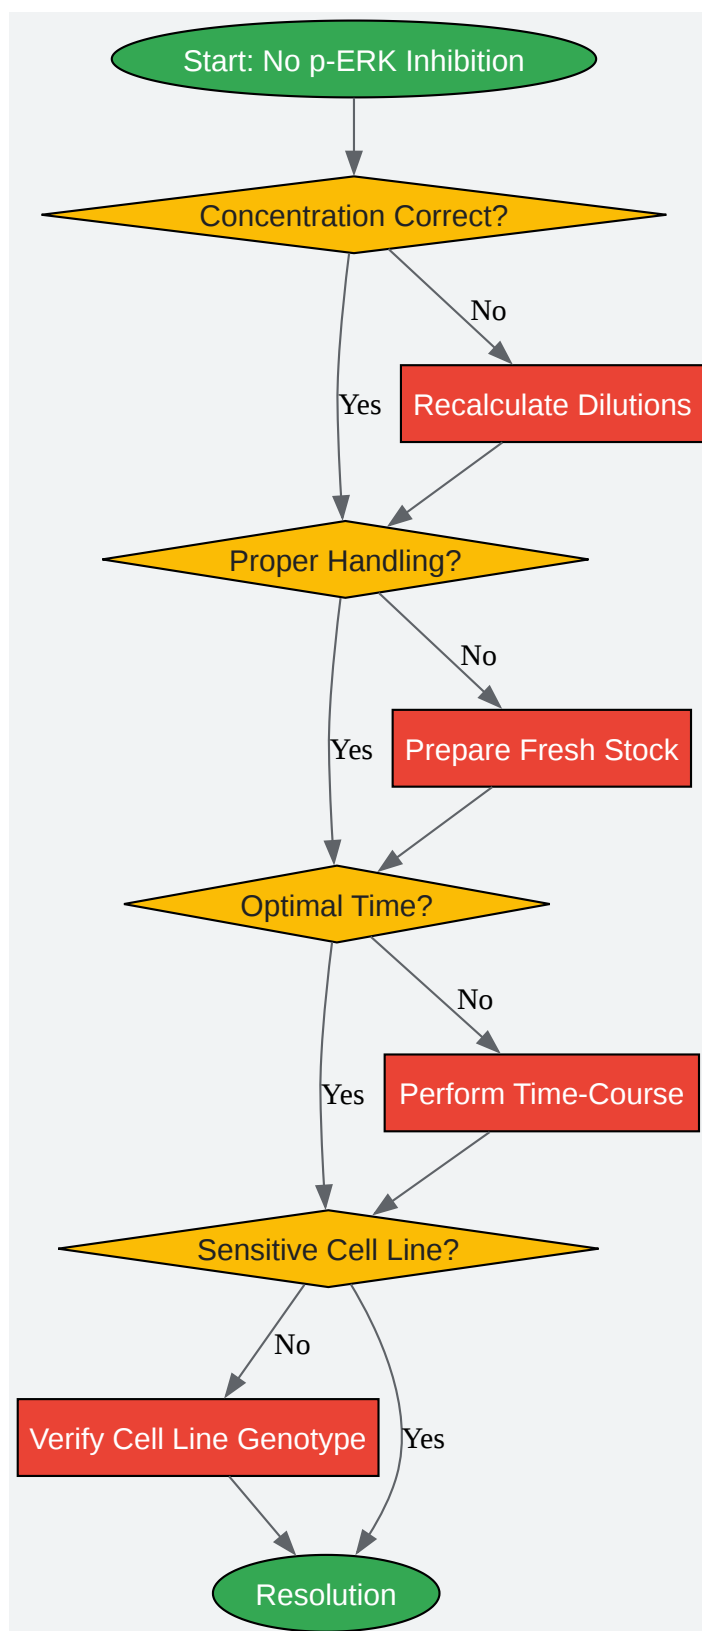 Start: No p-ERK Inhibition
Concentration Correct?
No
Yes
Recalculate Dilutions
Proper Handling?
No
Yes
Prepare Fresh Stock
Optimal Time?
No
Yes
Perform Time-Course
Sensitive Cell Line?
No
Verify Cell Line Genotype
Yes
Resolution